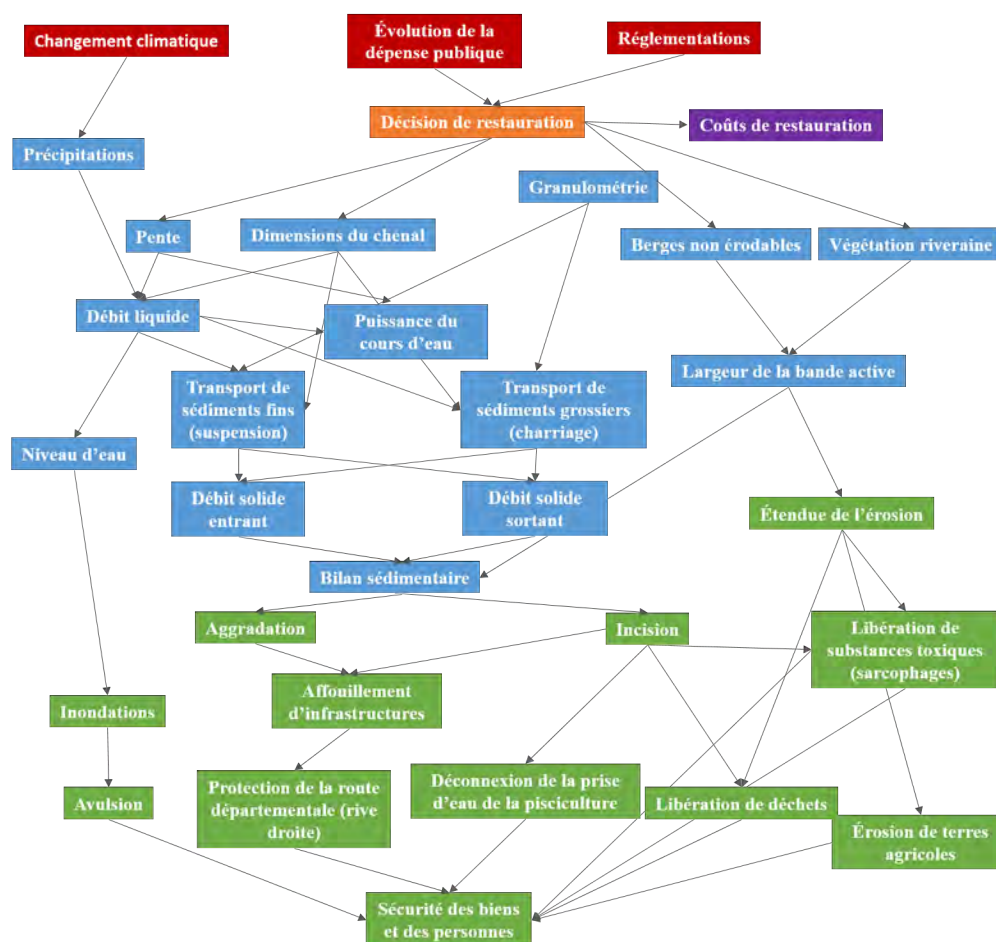 Changement climatique
Évolution de la
dépense publique
Réglementations
Décision de restauration
Coûts de restauration
Précipitations
Granulométrie
Pente
Dimensions du chenal
Berges non érodables
Végétation riveraine
Débit liquide
Puissance du
cours d'eau
Largeur de la bande active
Transport de
sédiments fins
(suspension)
Transport de
sédiments grossiers
(charriage)
Niveau d'eau
Débit solide
entrant
Débit solide
sortant
Étendue de l'érosion
Bilan sédimentaire
Aggradation
Incision
Libération de
substances toxiques
(sarcophages)
Affouillement
d'infrastructures
Inondations
Protection de la route
départementale (rive
droite)
Déconnexion de la prise
d'eau de la pisciculture
Avulsion
Libération de déchets
Érosion de terres
agricoles
Sécurité des biens
et des personnes